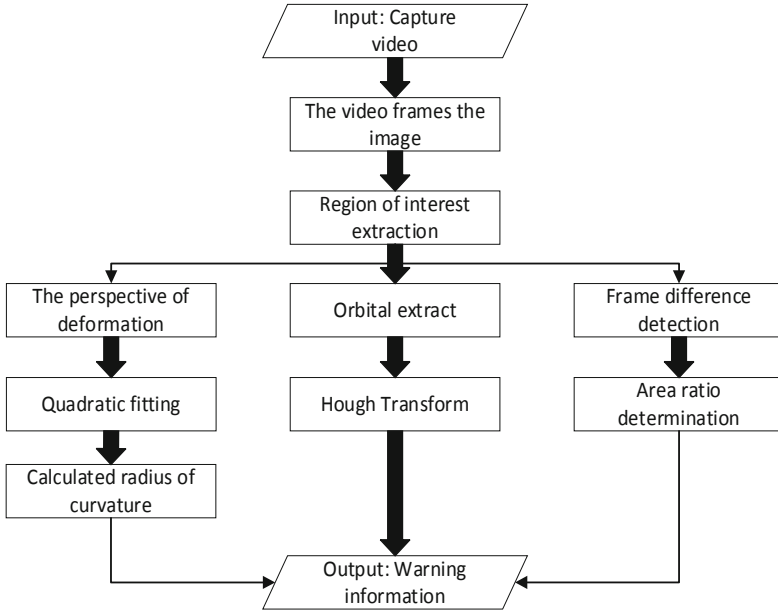 Input: Capture
video
The video frames the
image
Region of interest
extraction
The perspective of
deformation
Orbital extract
Frame difference
detection
Quadratic fitting
Hough Transform
Area ratio
determination
Calculated radius of
curvature
Output: Warning
information